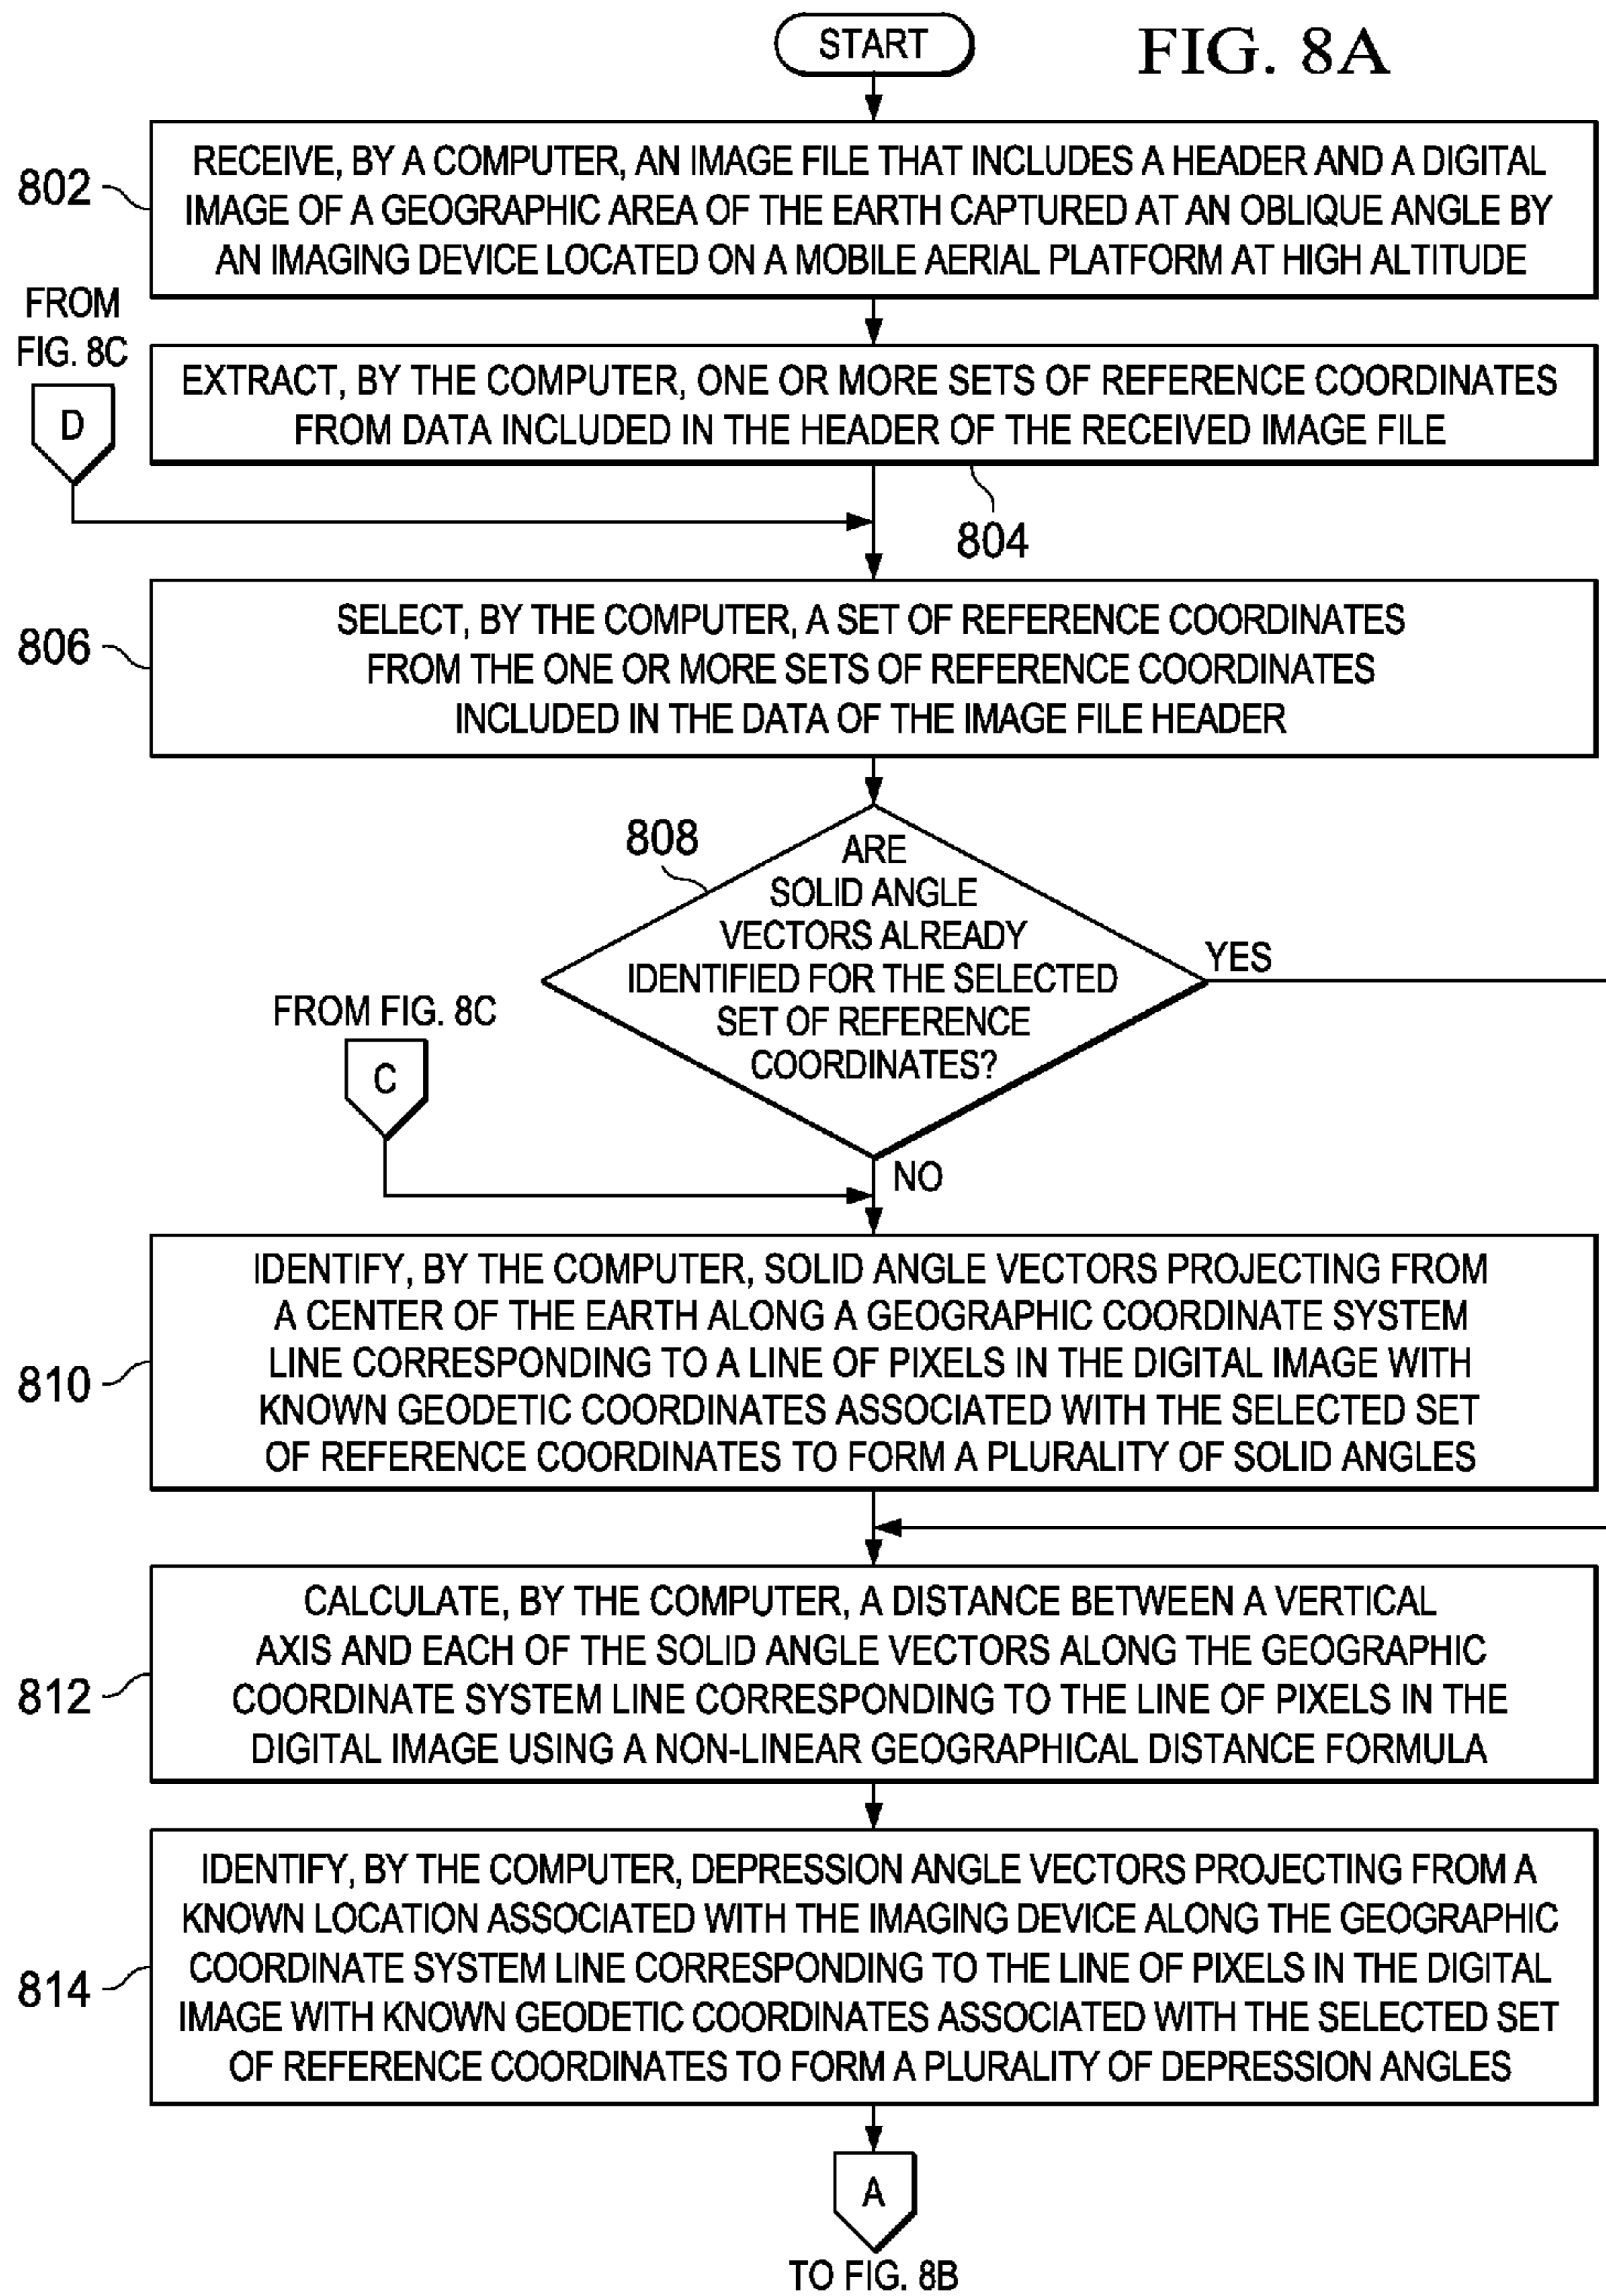 START
FIG. 8A
802
RECEIVE, BY A COMPUTER, AN IMAGE FILE THAT INCLUDES A HEADER AND A DIGITAL
IMAGE OF A GEOGRAPHIC AREA OF THE EARTH CAPTURED AT AN OBLIQUE ANGLE BY
AN IMAGING DEVICE LOCATED ON A MOBILE AERIAL PLATFORM AT HIGH ALTITUDE
FROM
FIG. 8C
D
EXTRACT, BY THE COMPUTER, ONE OR MORE SETS OF REFERENCE COORDINATES
FROM DATA INCLUDED IN THE HEADER OF THE RECEIVED IMAGE FILE
804
806
SELECT, BY THE COMPUTER, A SET OF REFERENCE COORDINATES
FROM THE ONE OR MORE SETS OF REFERENCE COORDINATES
INCLUDED IN THE DATA OF THE IMAGE FILE HEADER
808
ARE
SOLID ANGLE
VECTORS ALREADY
IDENTIFIED FOR THE SELECTED
SET OF REFERENCE
COORDINATES?
YES
FROM FIG. 8C
C
NO
810
IDENTIFY, BY THE COMPUTER, SOLID ANGLE VECTORS PROJECTING FROM
A CENTER OF THE EARTH ALONG A GEOGRAPHIC COORDINATE SYSTEM
LINE CORRESPONDING TO A LINE OF PIXELS IN THE DIGITAL IMAGE WITH
KNOWN GEODETIC COORDINATES ASSOCIATED WITH THE SELECTED SET
OF REFERENCE COORDINATES TO FORM A PLURALITY OF SOLID ANGLES
812
CALCULATE, BY THE COMPUTER, A DISTANCE BETWEEN A VERTICAL
AXIS AND EACH OF THE SOLID ANGLE VECTORS ALONG THE GEOGRAPHIC
COORDINATE SYSTEM LINE CORRESPONDING TO THE LINE OF PIXELS IN THE
DIGITAL IMAGE USING A NON-LINEAR GEOGRAPHICAL DISTANCE FORMULA
814
IDENTIFY, BY THE COMPUTER, DEPRESSION ANGLE VECTORS PROJECTING FROM A
KNOWN LOCATION ASSOCIATED WITH THE IMAGING DEVICE ALONG THE GEOGRAPHIC
COORDINATE SYSTEM LINE CORRESPONDING TO THE LINE OF PIXELS IN THE DIGITAL
IMAGE WITH KNOWN GEODETIC COORDINATES ASSOCIATED WITH THE SELECTED SET
OF REFERENCE COORDINATES TO FORM A PLURALITY OF DEPRESSION ANGLES
A
TO FIG. 8B